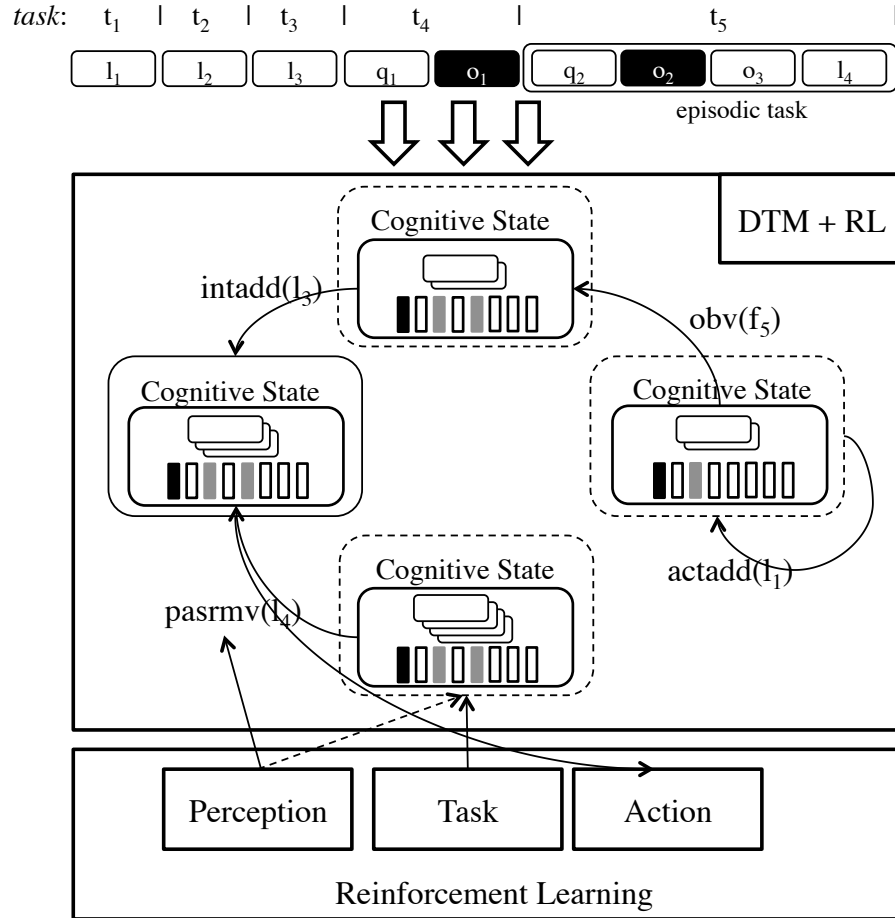 task: t₁ | t₂ | t₃ | t₄ | t₅ |
l₁ l₂ l₃ q₁ o₁ q₂ o₂ o₃ l₄
episodic task
DTM + RL
Cognitive State
intadd(l₃)
obv(f₅)
Cognitive State
Cognitive State
actadd(l₁)
Cognitive State
pasrmv(l₄)
Perception Task Action
Reinforcement Learning